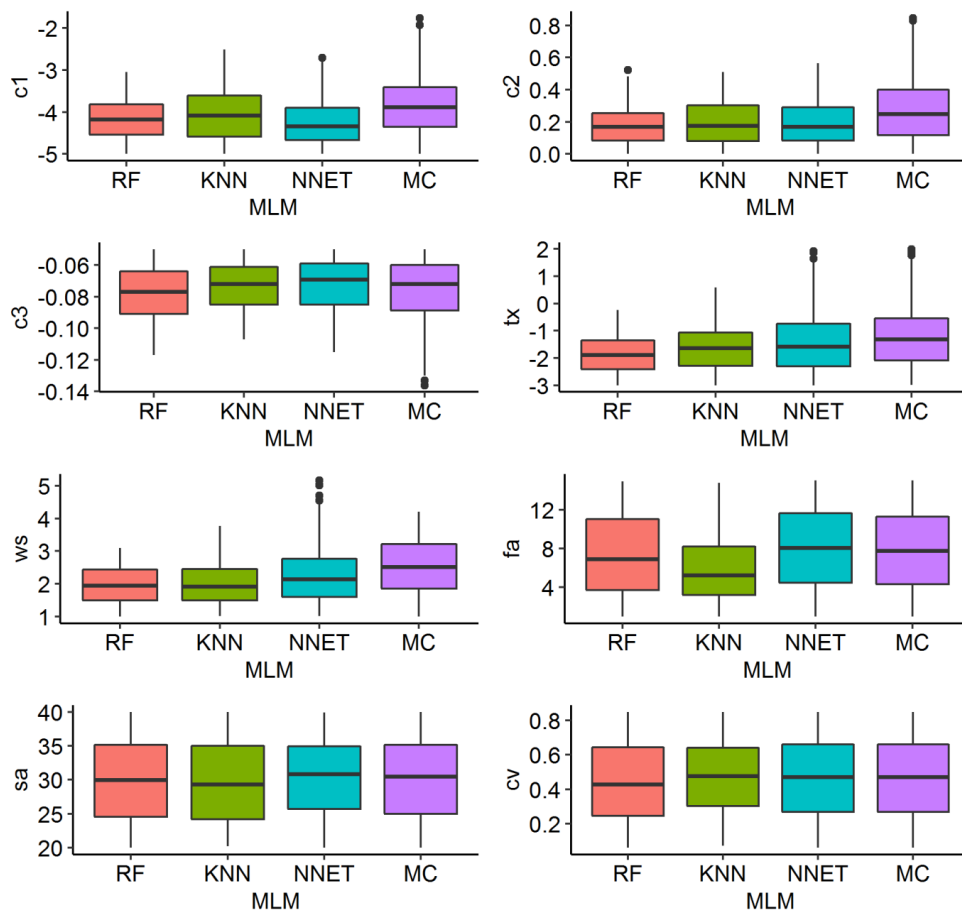 -2
-3
-4
-5
c1
RF KNN NNET MC
MLM
0.8
0.6
0.4
0.2
0.0
c2
RF KNN NNET MC
MLM
-0.06
-0.08
-0.10
-0.12
-0.14
c3
RF KNN NNET MC
MLM
2
1
0
-1
-2
-3
tx
RF KNN NNET MC
MLM
5
4
3
2
1
ws
RF KNN NNET MC
MLM
12
8
4
fa
RF KNN NNET MC
MLM
40
35
30
25
20
sa
RF KNN NNET MC
MLM
0.8
0.6
0.4
0.2
cv
RF KNN NNET MC
MLM